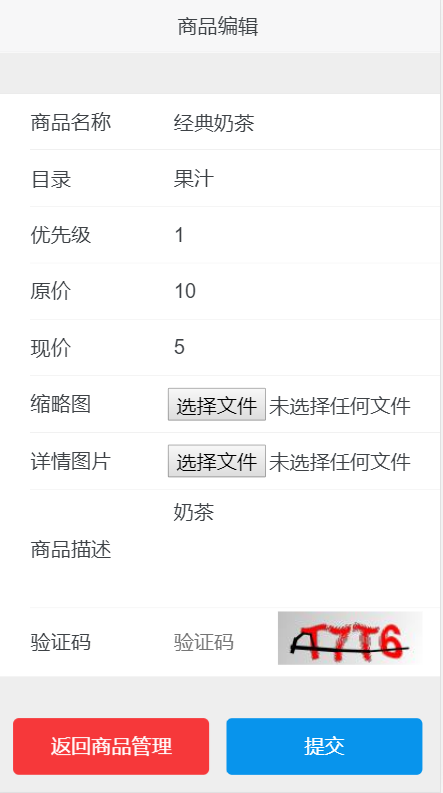 商品编辑
商品名称 经典奶茶
目录 果汁
优先级 1
原价 10
现价 5
缩略图 选择文件 未选择任何文件
详情图片 选择文件 未选择任何文件
奶茶
商品描述
验证码 验证码 T7T6
返回商品管理 提交